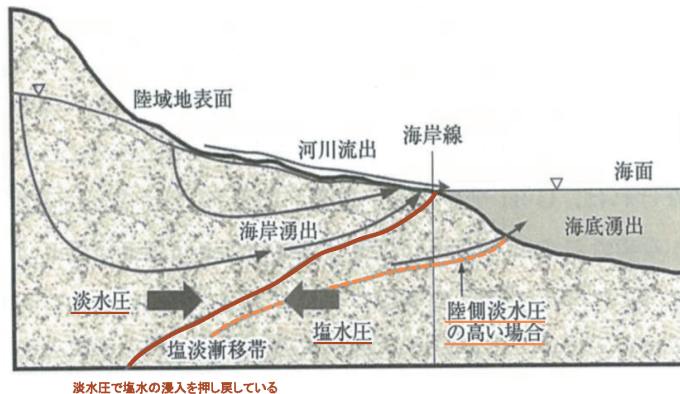 陸域地表面
河川流出
海岸線
海面
海岸湧出
海底湧出
淡水圧
塩水圧
陸側淡水圧
の高い場合
塩淡漸移帯
淡水圧で塩水の浸入を押し戻している